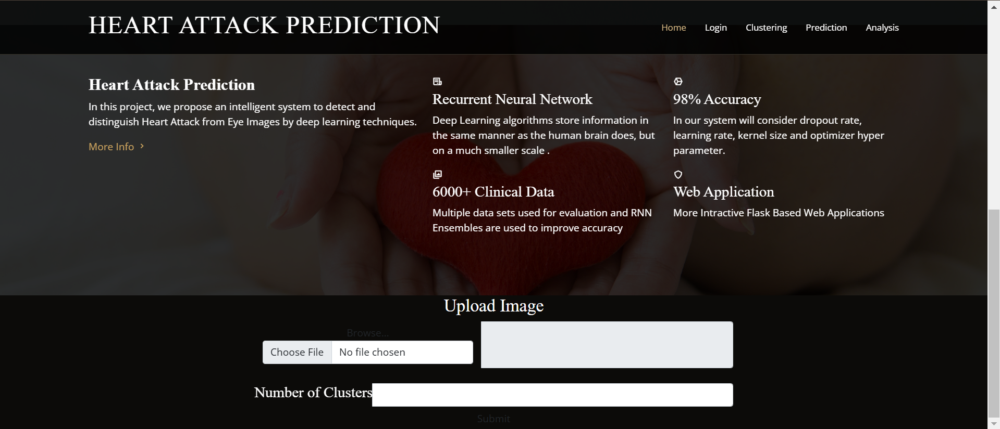 HEART ATTACK PREDICTION
Home Login Clustering Prediction Analysis
Heart Attack Prediction
In this project, we propose an intelligent system to detect and
distinguish Heart Attack from Eye Images by deep learning techniques.
More Info
Recurrent Neural Network
Deep Learning algorithms store information in
the same manner as the human brain does, but
on a much smaller scale .
98% Accuracy
In our system will consider dropout rate,
learning rate, kernel size and optimizer hyper
parameter.
6000+ Clinical Data
Multiple data sets used for evaluation and RNN
Ensembles are used to improve accuracy
Web Application
More Intractive Flask Based Web Applications
Upload Image
Browse...
Choose File No file chosen
Number of Clusters
Submit